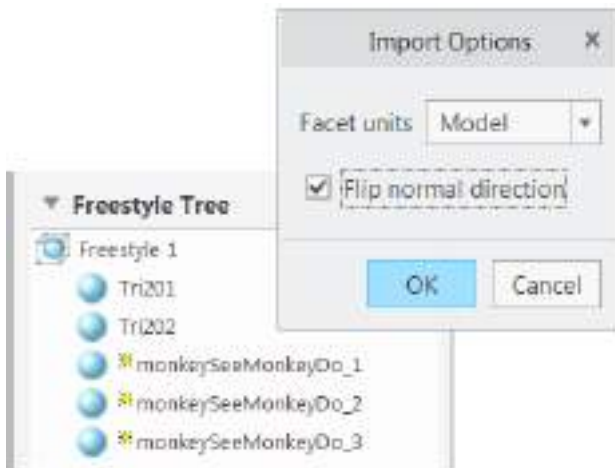 Import Options
Facet units Model
Flip normal direction
OK Cancel
Freestyle Tree
Freestyle 1
Tri201
Tri202
monkeySeeMonkeyDo_1
monkeySeeMonkeyDo_2
monkeySeeMonkeyDo_3